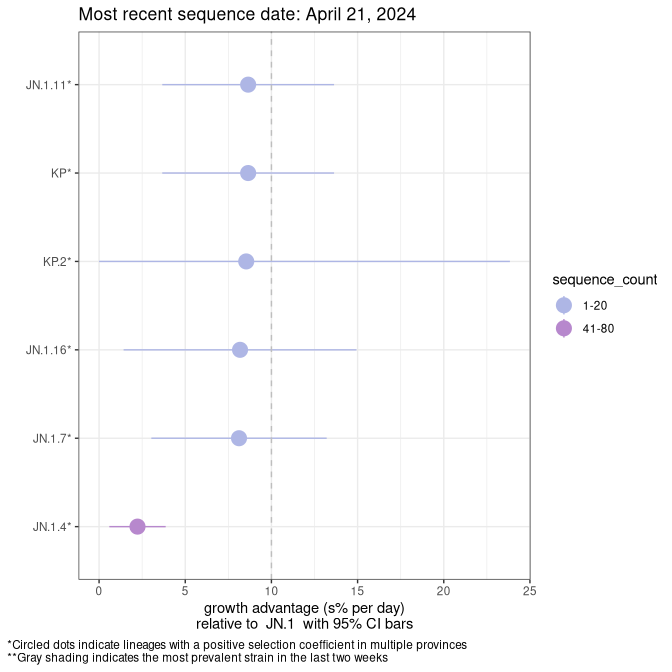 Most recent sequence date: April 21, 2024
JN.1.11*
KP*
KP.2*
JN.1.16*
JN.1.7*
JN.1.4*
0 5 10 15 20 25
growth advantage (s% per day)
relative to JN.1 with 95% CI bars
sequence_count
1-20
41-80
*Circled dots indicate lineages with a positive selection coefficient in multiple provinces
**Gray shading indicates the most prevalent strain in the last two weeks